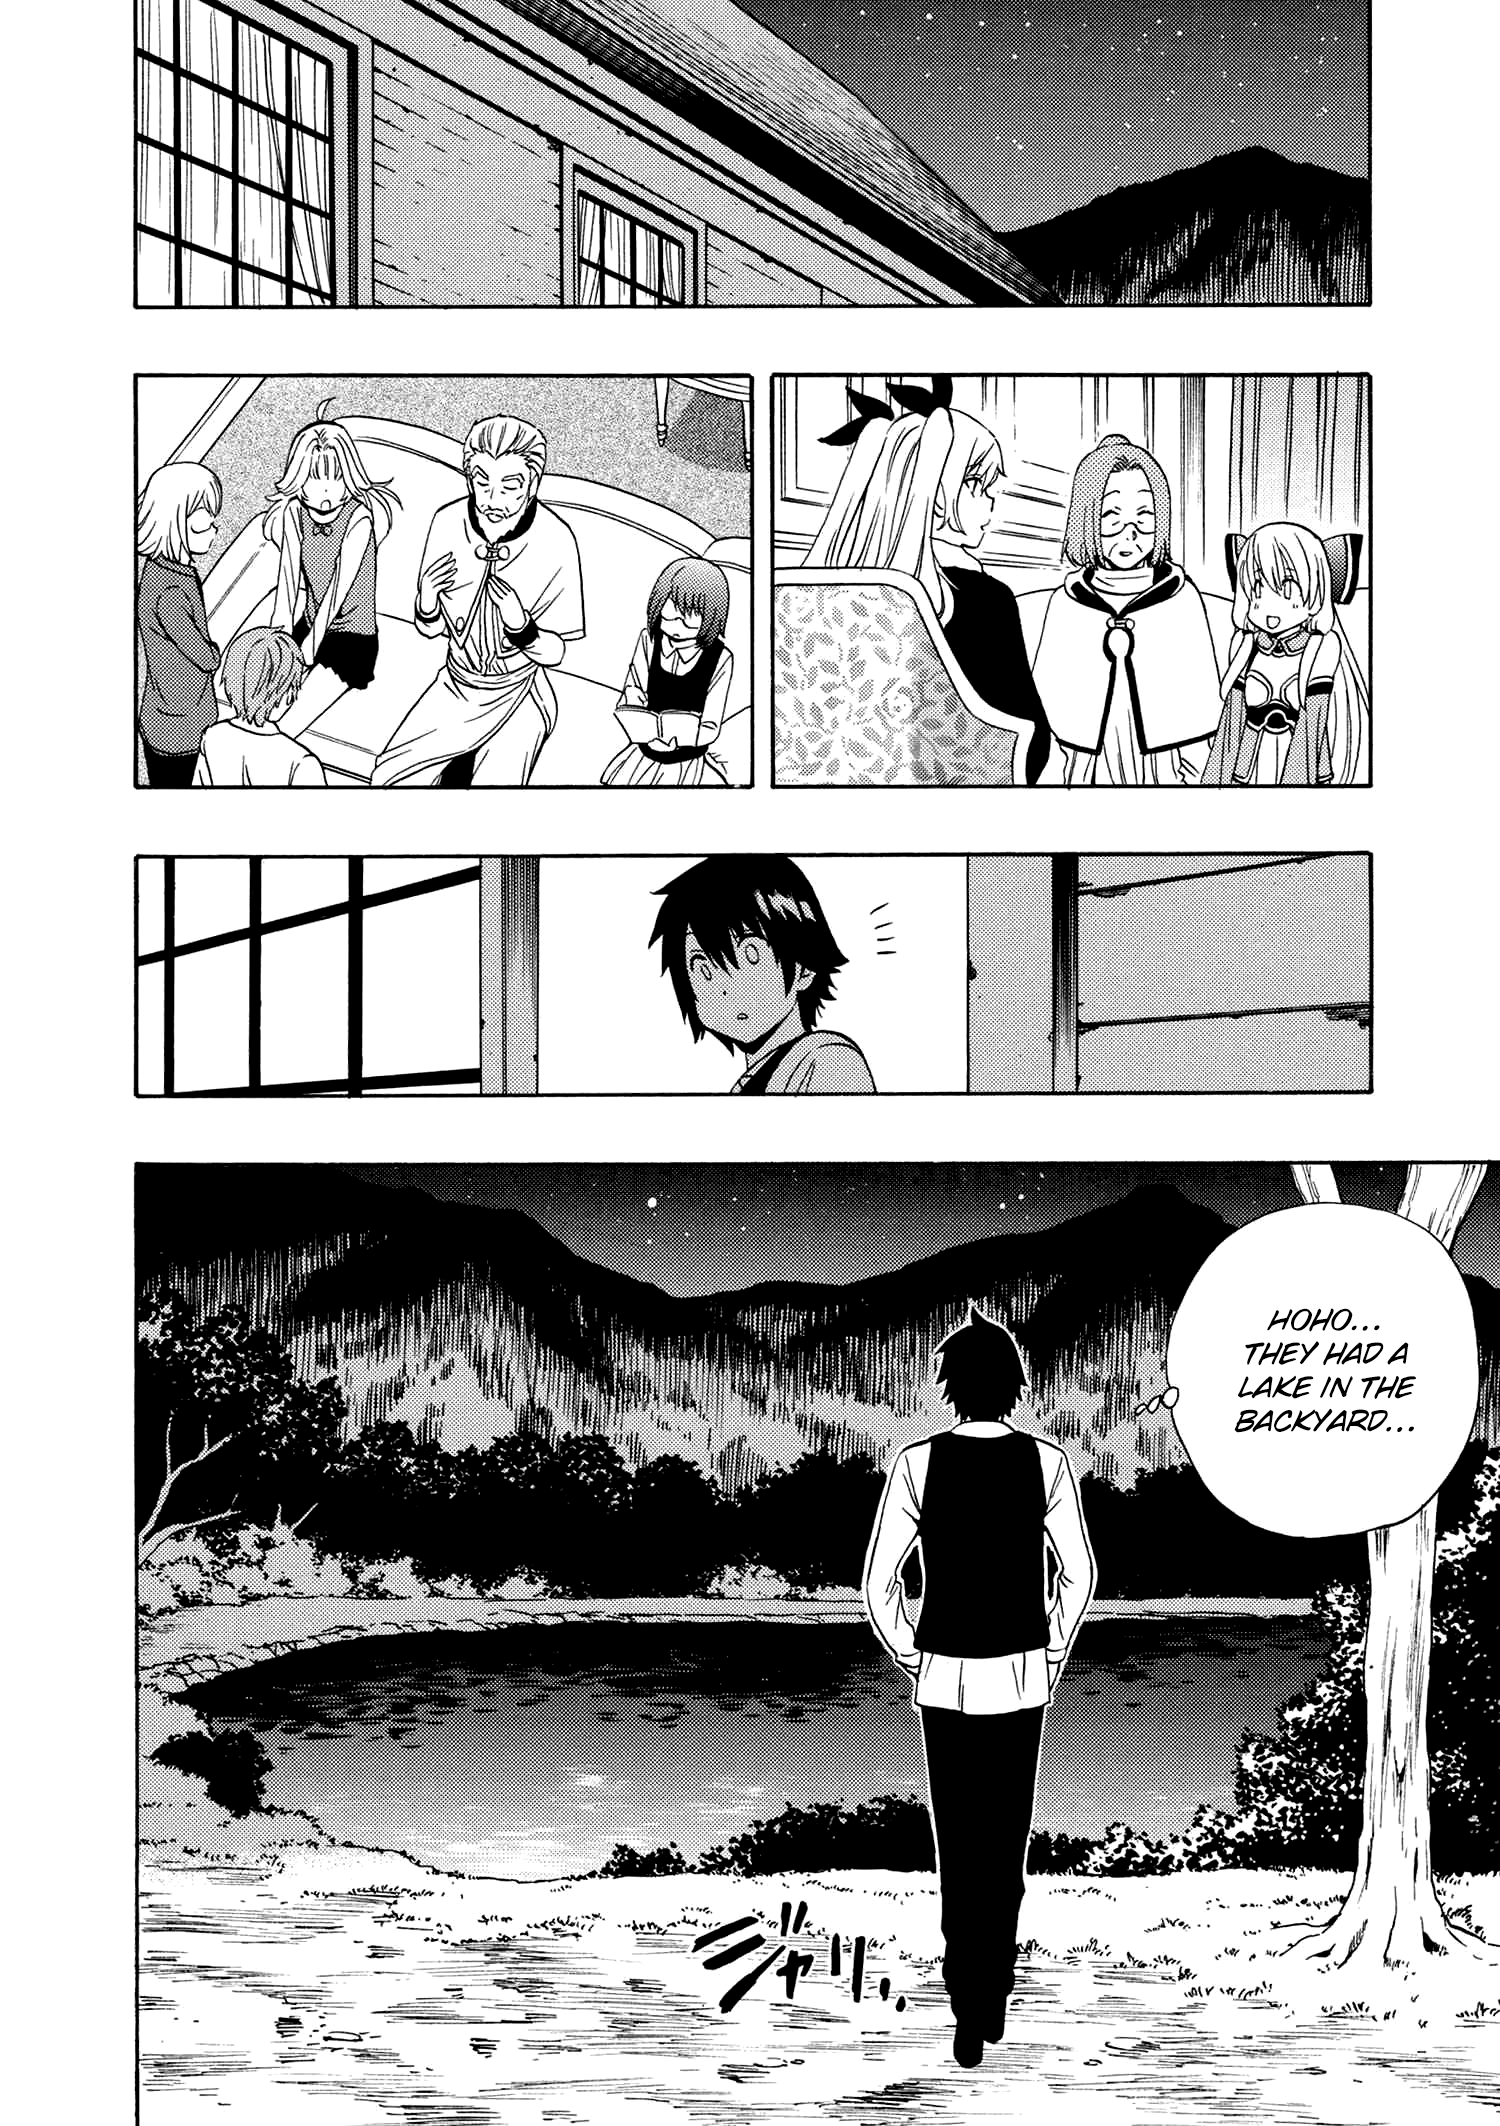 HOHO...
THEY HAD A
LAKE IN THE
BACKYARD...
ジャリ、、